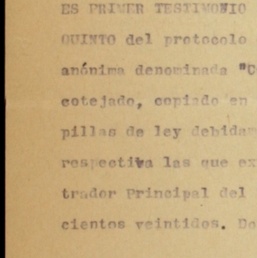 ES PRIMER TESTIMONIO
QUINTO del protocolo
anónima denominada "C
cotejado, copiado en
pillas de ley debidam
respectiva las que ex
trador Principal del
cientos veintidos. Do